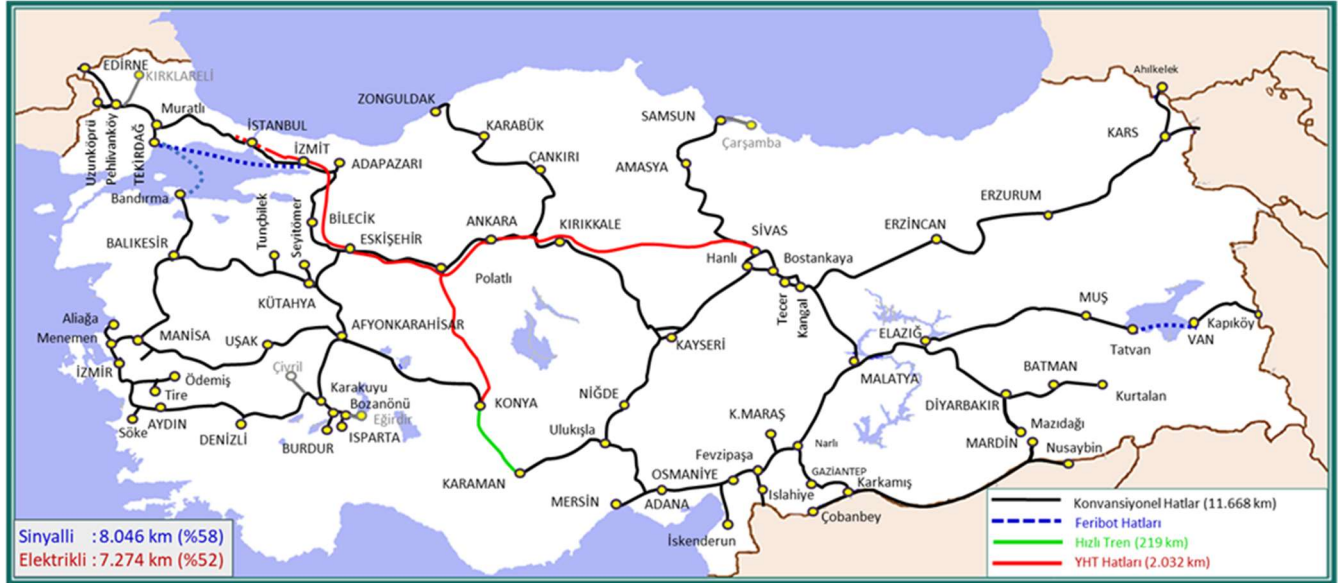 EDİRNE
KIRKLARELİ
Uzunköprü
Pehlivanköy
Muratlı
TEKİRDAĞ
İSTANBUL
İZMİT
ADAPAZARI
ZONGULDAK
KARABÜK
ÇANKIRI
SAMSUN
Çarşamba
AMASYA
Ahılkelek
KARS
ERZURUM
ERZİNCAN
Bandırma
BALIKESİR
Tunçbilek
Seyitömer
BİLECİK
ESKİŞEHİR
ANKARA
KIRIKKALE
Polatlı
SİVAS
Hanlı
Bostankaya
Tecer
Kangal
KÜTAHYA
Aliağa
Menemen
MANİSA
UŞAK
AFYONKARAHİSAR
KAYSERİ
ELAZIĞ
MUŞ
Tatvan
VAN
Kapıköy
İZMİR
Ödemiş
Tire
Çivril
Karakuyu
Bozanönü
Eğirdir
KONYA
NİĞDE
MALATYA
BATMAN
Kurtalan
DİYARBAKIR
Söke
AYDIN
DENİZLİ
BURDUR
ISPARTA
Ulukışla
K.MARAŞ
Narlı
Mazıdağı
MARDİN
Nusaybin
KARAMAN
MERSİN
ADANA
OSMANİYE
Fevzipaşa
Islahiye
GAZİANTEP
Karkamış
Çobanbey
İskenderun
Sinyalli : 8.046 km (%58)
Elektrikli : 7.274 km (%52)
Konvansiyonel Hatlar (11.668 km)
Feribot Hatları
Hızlı Tren (219 km)
YHT Hatları (2.032 km)